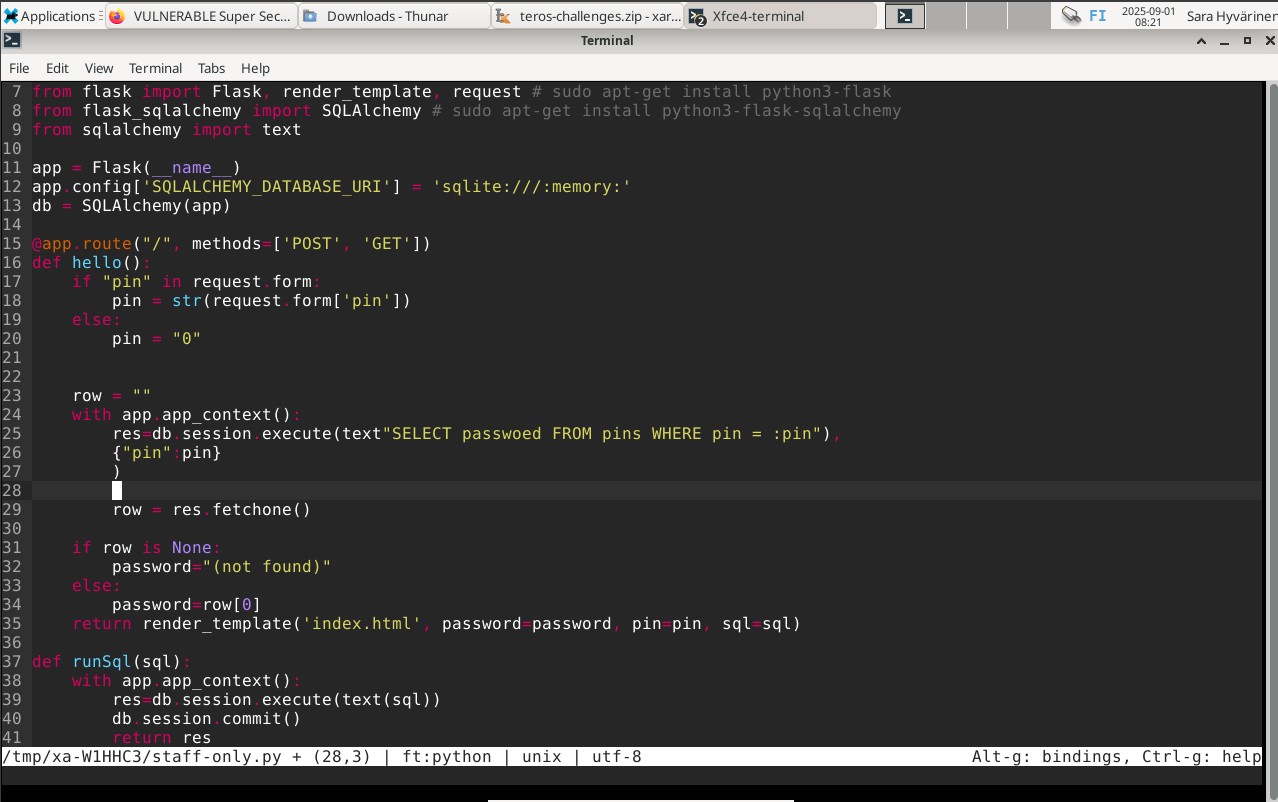 Applications
VULNERABLE Super Sec...
Downloads - Thunar
teros-challenges.zip - xar...
Xfce4-terminal
FI
2025-09-01
08:21
Sara Hyvärinen
Terminal
File Edit View Terminal Tabs Help
7 from flask import Flask, render_template, request # sudo apt-get install python3-flask
8 from flask_sqlalchemy import SQLAlchemy # sudo apt-get install python3-flask-sqlalchemy
9 from sqlalchemy import text
10
11 app = Flask(__name__)
12 app.config['SQLALCHEMY_DATABASE_URI'] = 'sqlite:///:memory:'
13 db = SQLAlchemy(app)
14
15 @app.route("/", methods=['POST', 'GET'])
16 def hello():
17     if "pin" in request.form:
18         pin = str(request.form['pin'])
19     else:
20         pin = "0"
21
22
23     row = ""
24     with app.app_context():
25         res=db.session.execute(text"SELECT passwoed FROM pins WHERE pin = :pin"),
26         {"pin":pin}
27         )
28
29         row = res.fetchone()
30
31     if row is None:
32         password="(not found)"
33     else:
34         password=row[0]
35     return render_template('index.html', password=password, pin=pin, sql=sql)
36
37 def runSql(sql):
38     with app.app_context():
39         res=db.session.execute(text(sql))
40         db.session.commit()
41         return res
/tmp/xa-W1HHC3/staff-only.py + (28,3) | ft:python | unix | utf-8 Alt-g: bindings, Ctrl-g: help